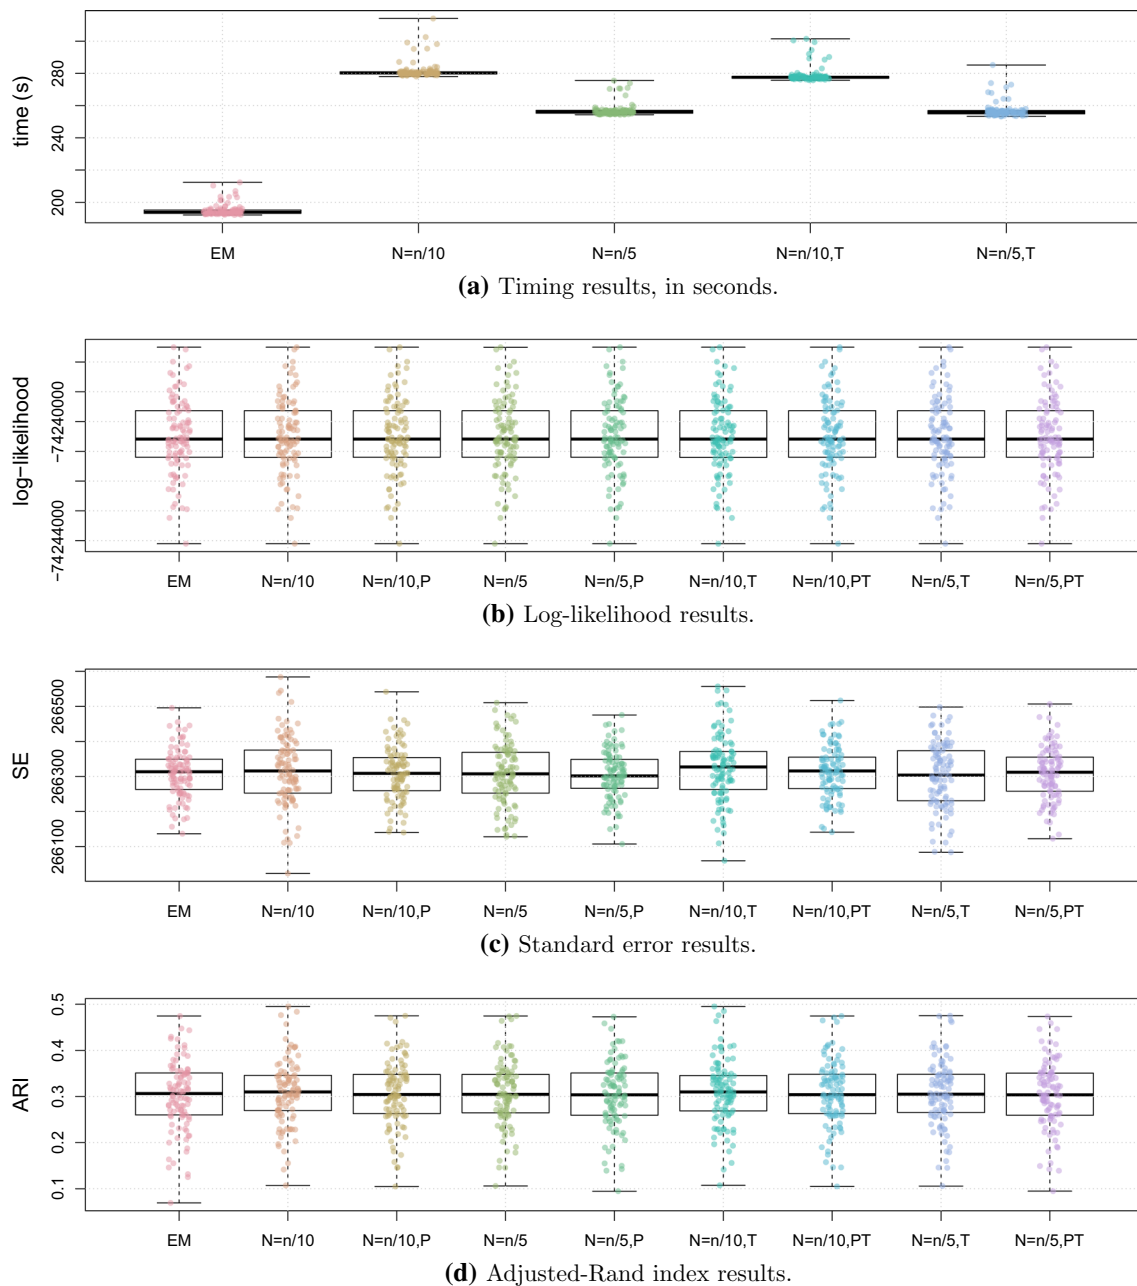 time (s)
280
240
200
EM N=n/10 N=n/5 N=n/10,T N=n/5,T
(a) Timing results, in seconds.
log−likelihood
−74240000
−74244000
EM N=n/10 N=n/10,P N=n/5 N=n/5,P N=n/10,T N=n/10,PT N=n/5,T N=n/5,PT
(b) Log-likelihood results.
SE
266500
266300
266100
EM N=n/10 N=n/10,P N=n/5 N=n/5,P N=n/10,T N=n/10,PT N=n/5,T N=n/5,PT
(c) Standard error results.
ARI
0.5
0.4
0.3
0.2
0.1
EM N=n/10 N=n/10,P N=n/5 N=n/5,P N=n/10,T N=n/10,PT N=n/5,T N=n/5,PT
(d) Adjusted-Rand index results.